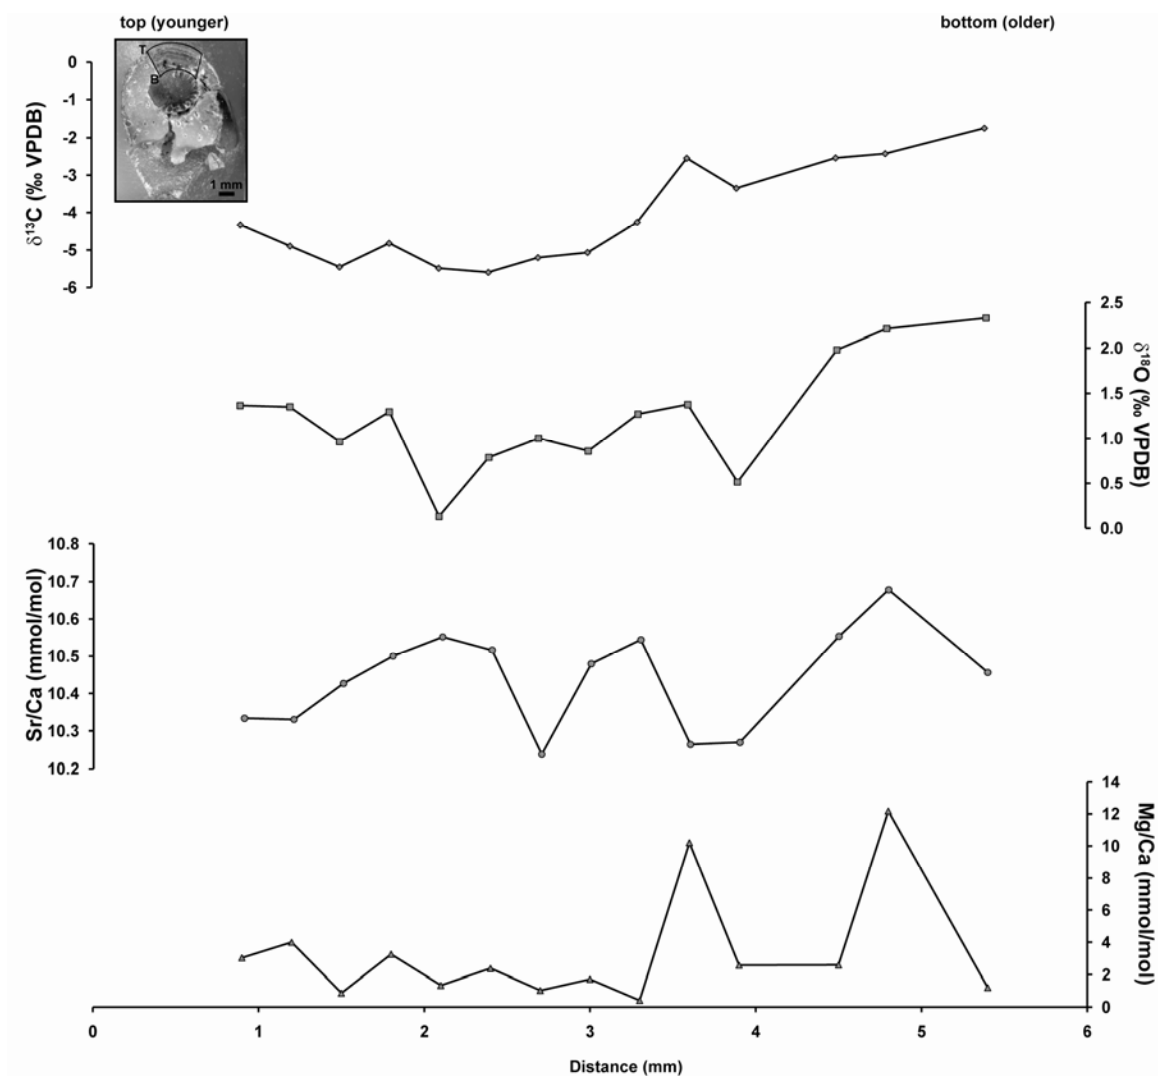 top (younger)
bottom (older)
T
B
1 mm
δ¹³C (‰ VPDB)
0
-1
-2
-3
-4
-5
-6
2.5
2.0
1.5
1.0
0.5
0.0
δ¹⁸O (‰ VPDB)
Sr/Ca (mmol/mol)
10.8
10.7
10.6
10.5
10.4
10.3
10.2
14
12
10
8
6
4
2
0
Mg/Ca (mmol/mol)
0 1 2 3 4 5 6
Distance (mm)